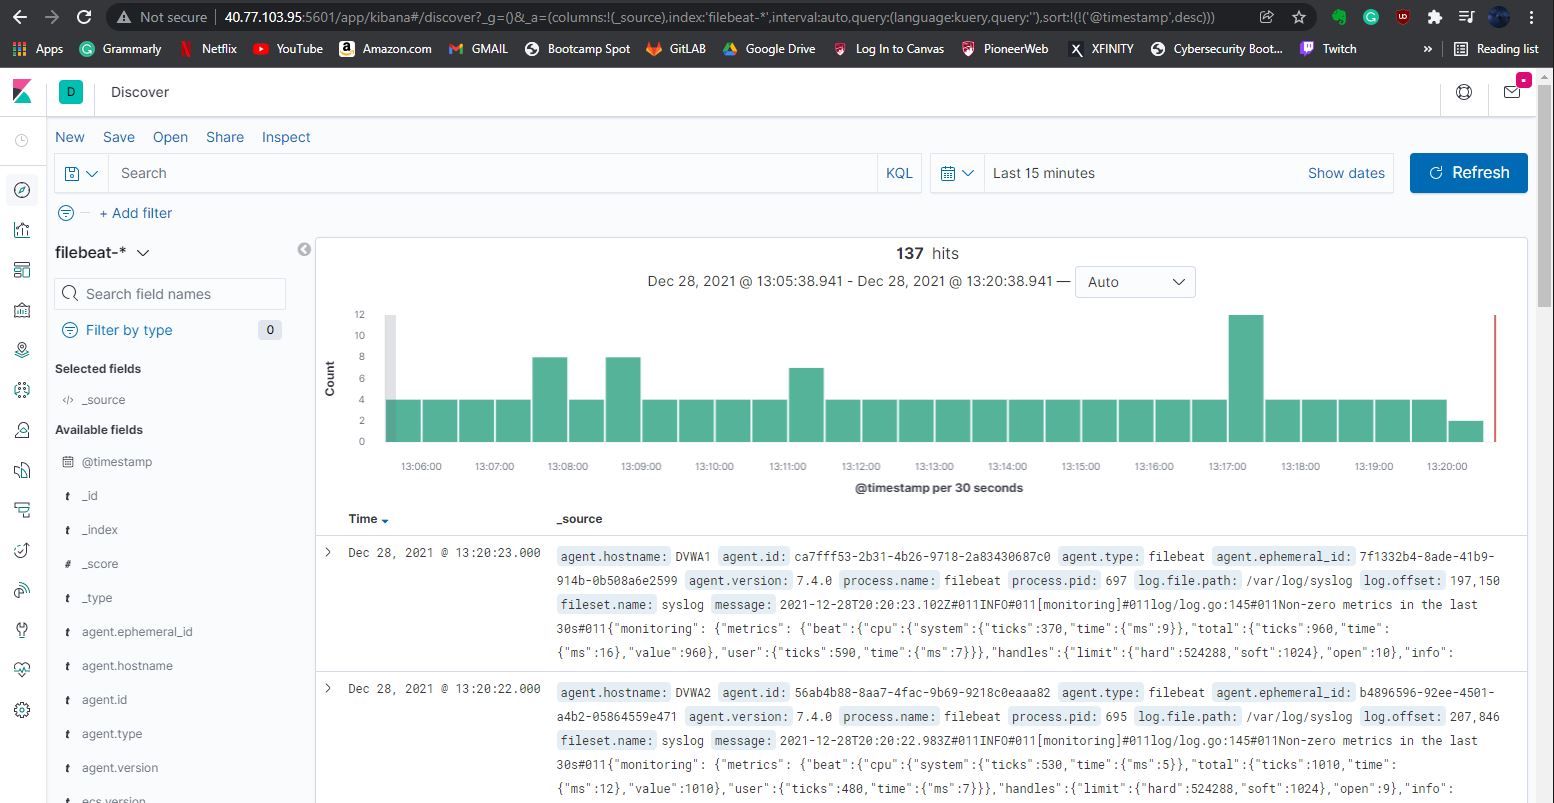 Not secure | 40.77.103.95:5601/app/kibana#/discover?_g=()&_a=(columns:!(_source),index:'filebeat-*',interval:auto,query:(language:kuery,query:''),sort:!(!('@timestamp',desc)))
Apps Grammarly Netflix YouTube Amazon.com GMAIL Bootcamp Spot GitLAB Google Drive Log In to Canvas PioneerWeb XFINITY Cybersecurity Boot... Twitch » Reading list
D Discover
New Save Open Share Inspect
Search KQL Last 15 minutes Show dates Refresh
+ Add filter
filebeat-*
Search field names
Filter by type 0
Selected fields
_source
Available fields
@timestamp
t _id
t _index
# _score
t _type
t agent.ephemeral_id
t agent.hostname
t agent.id
t agent.type
t agent.version
t ecs.version
137 hits
Dec 28, 2021 @ 13:05:38.941 - Dec 28, 2021 @ 13:20:38.941 — Auto
Count
12
10
8
6
4
2
0
13:06:00 13:07:00 13:08:00 13:09:00 13:10:00 13:11:00 13:12:00 13:13:00 13:14:00 13:15:00 13:16:00 13:17:00 13:18:00 13:19:00 13:20:00
@timestamp per 30 seconds
Time _source
Dec 28, 2021 @ 13:20:23.000 agent.hostname: DVWA1 agent.id: ca7fff53-2b31-4b26-9718-2a83430687c0 agent.type: filebeat agent.ephemeral_id: 7f1332b4-8ade-41b9-
914b-0b508a6e2599 agent.version: 7.4.0 process.name: filebeat process.pid: 697 log.file.path: /var/log/syslog log.offset: 197,150
fileset.name: syslog message: 2021-12-28T20:20:23.102Z#011INFO#011[monitoring]#011log/log.go:145#011Non-zero metrics in the last
30s#011{"monitoring": {"metrics": {"beat":{"cpu":{"system":{"ticks":370,"time":{"ms":9}},"total":{"ticks":960,"time":
{"ms":16},"value":960},"user":{"ticks":590,"time":{"ms":7}}},"handles":{"limit":{"hard":524288,"soft":1024},"open":10},"info":
Dec 28, 2021 @ 13:20:22.000 agent.hostname: DVWA2 agent.id: 56ab4b88-8aa7-4fac-9b69-9218c0eaaa82 agent.type: filebeat agent.ephemeral_id: b4896596-92ee-4501-
a4b2-05864559e471 agent.version: 7.4.0 process.name: filebeat process.pid: 695 log.file.path: /var/log/syslog log.offset: 207,846
fileset.name: syslog message: 2021-12-28T20:20:22.983Z#011INFO#011[monitoring]#011log/log.go:145#011Non-zero metrics in the last
30s#011{"monitoring": {"metrics": {"beat":{"cpu":{"system":{"ticks":530,"time":{"ms":5}},"total":{"ticks":1010,"time":
{"ms":12},"value":1010},"user":{"ticks":480,"time":{"ms":7}}},"handles":{"limit":{"hard":524288,"soft":1024},"open":9},"info":